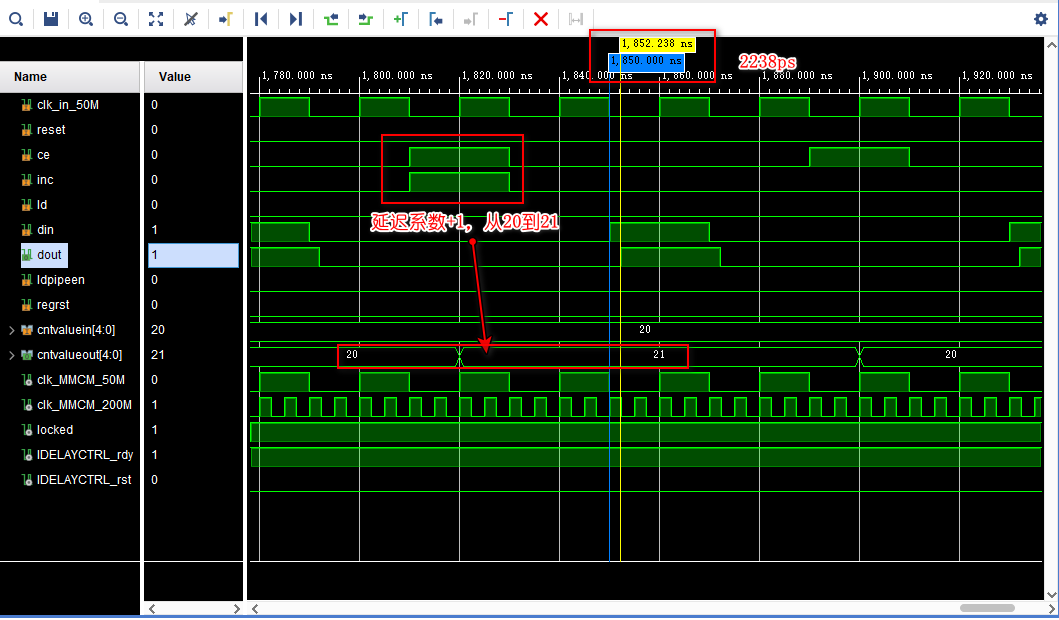 1,852.238 ns
1,850.000 ns
2238ps
Name
Value
1,780.000 ns
1,800.000 ns
1,820.000 ns
1,840.000 ns
1,860.000 ns
1,880.000 ns
1,900.000 ns
1,920.000 ns
clk_in_50M 0
reset 0
ce 0
inc 0
ld 0
延迟系数+1，从20到21
din 1
dout 1
ldpipeen 0
regrst 0
cntvaluein[4:0] 20 20
cntvalueout[4:0] 21 20 21 20
clk_MMCM_50M 0
clk_MMCM_200M 1
locked 1
IDELAYCTRL_rdy 1
IDELAYCTRL_rst 0